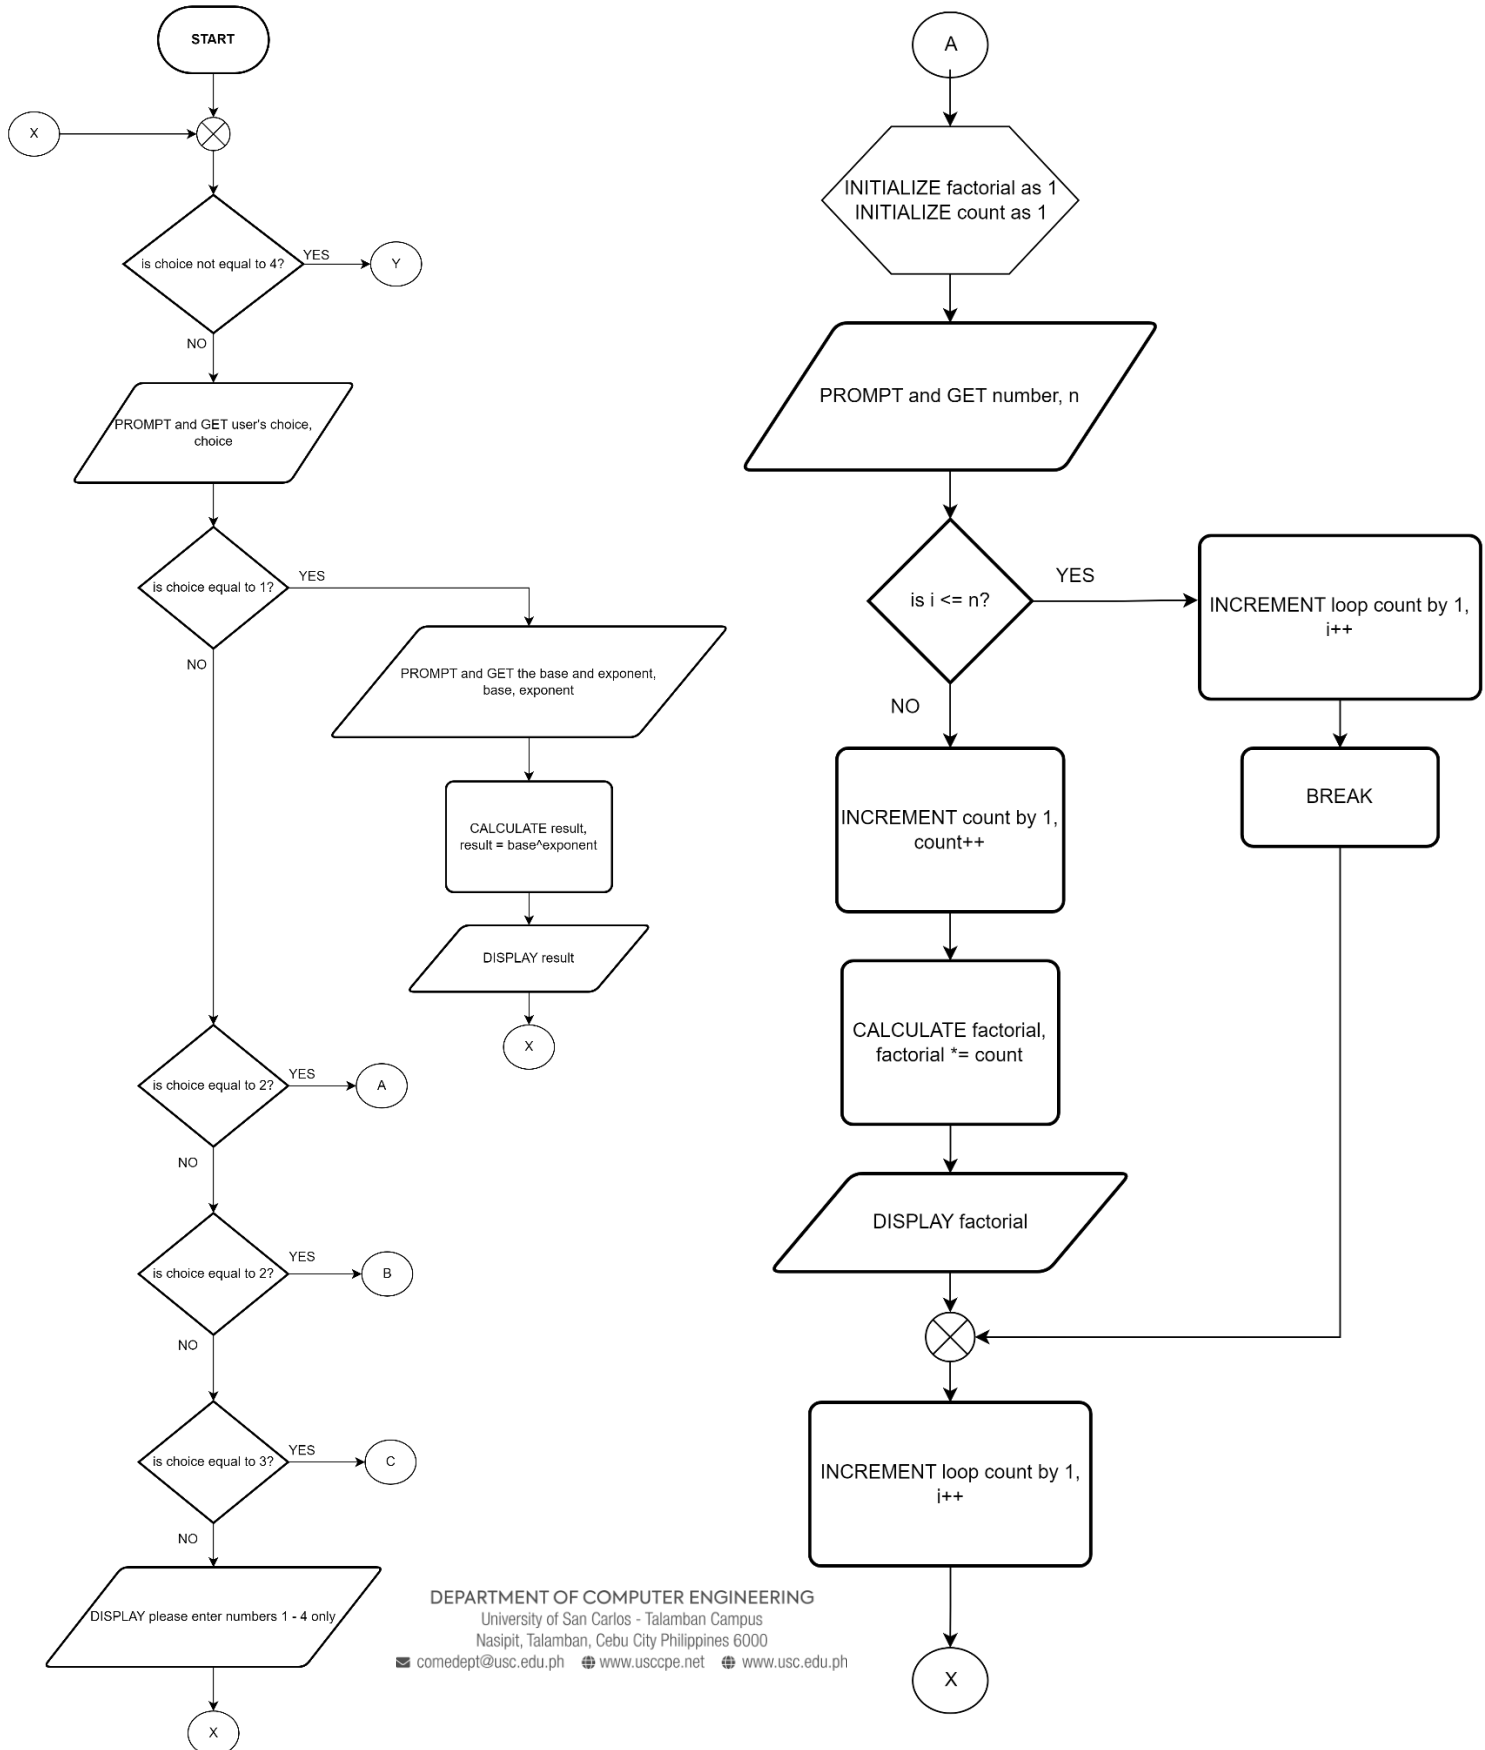 START
X
is choice not equal to 4?
YES
Y
NO
PROMPT and GET user's choice,
choice
is choice equal to 1?
YES
NO
PROMPT and GET the base and exponent,
base, exponent
CALCULATE result,
result = base^exponent
DISPLAY result
X
is choice equal to 2?
YES
A
NO
is choice equal to 2?
YES
B
NO
is choice equal to 3?
YES
C
NO
DISPLAY please enter numbers 1 - 4 only
X
A
INITIALIZE factorial as 1
INITIALIZE count as 1
PROMPT and GET number, n
is i <= n?
YES
INCREMENT loop count by 1,
i++
BREAK
NO
INCREMENT count by 1,
count++
CALCULATE factorial,
factorial *= count
DISPLAY factorial
INCREMENT loop count by 1,
i++
X
DEPARTMENT OF COMPUTER ENGINEERING
University of San Carlos - Talamban Campus
Nasipit, Talamban, Cebu City Philippines 6000
comedept@usc.edu.ph www.usccpe.net www.usc.edu.ph